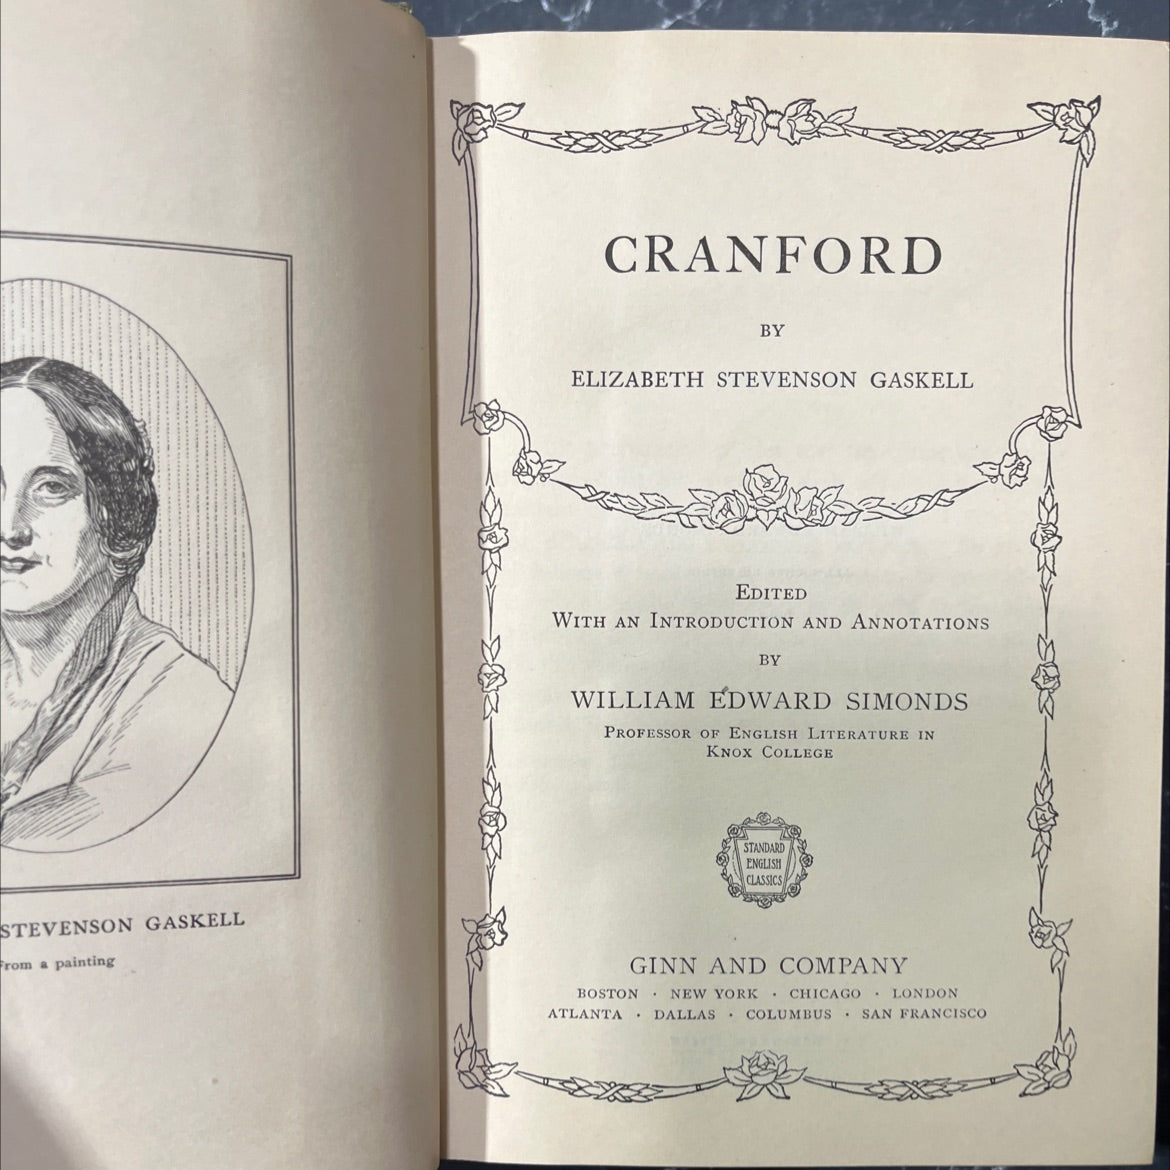 STEVENSON GASKELL
From a painting
CRANFORD
BY
ELIZABETH STEVENSON GASKELL
EDITED
WITH AN INTRODUCTION AND ANNOTATIONS
BY
WILLIAM EDWARD SIMONDS
PROFESSOR OF ENGLISH LITERATURE IN
KNOX COLLEGE
STANDARD
ENGLISH
CLASSICS
GINN AND COMPANY
BOSTON · NEW YORK · CHICAGO · LONDON
ATLANTA · DALLAS · COLUMBUS · SAN FRANCISCO